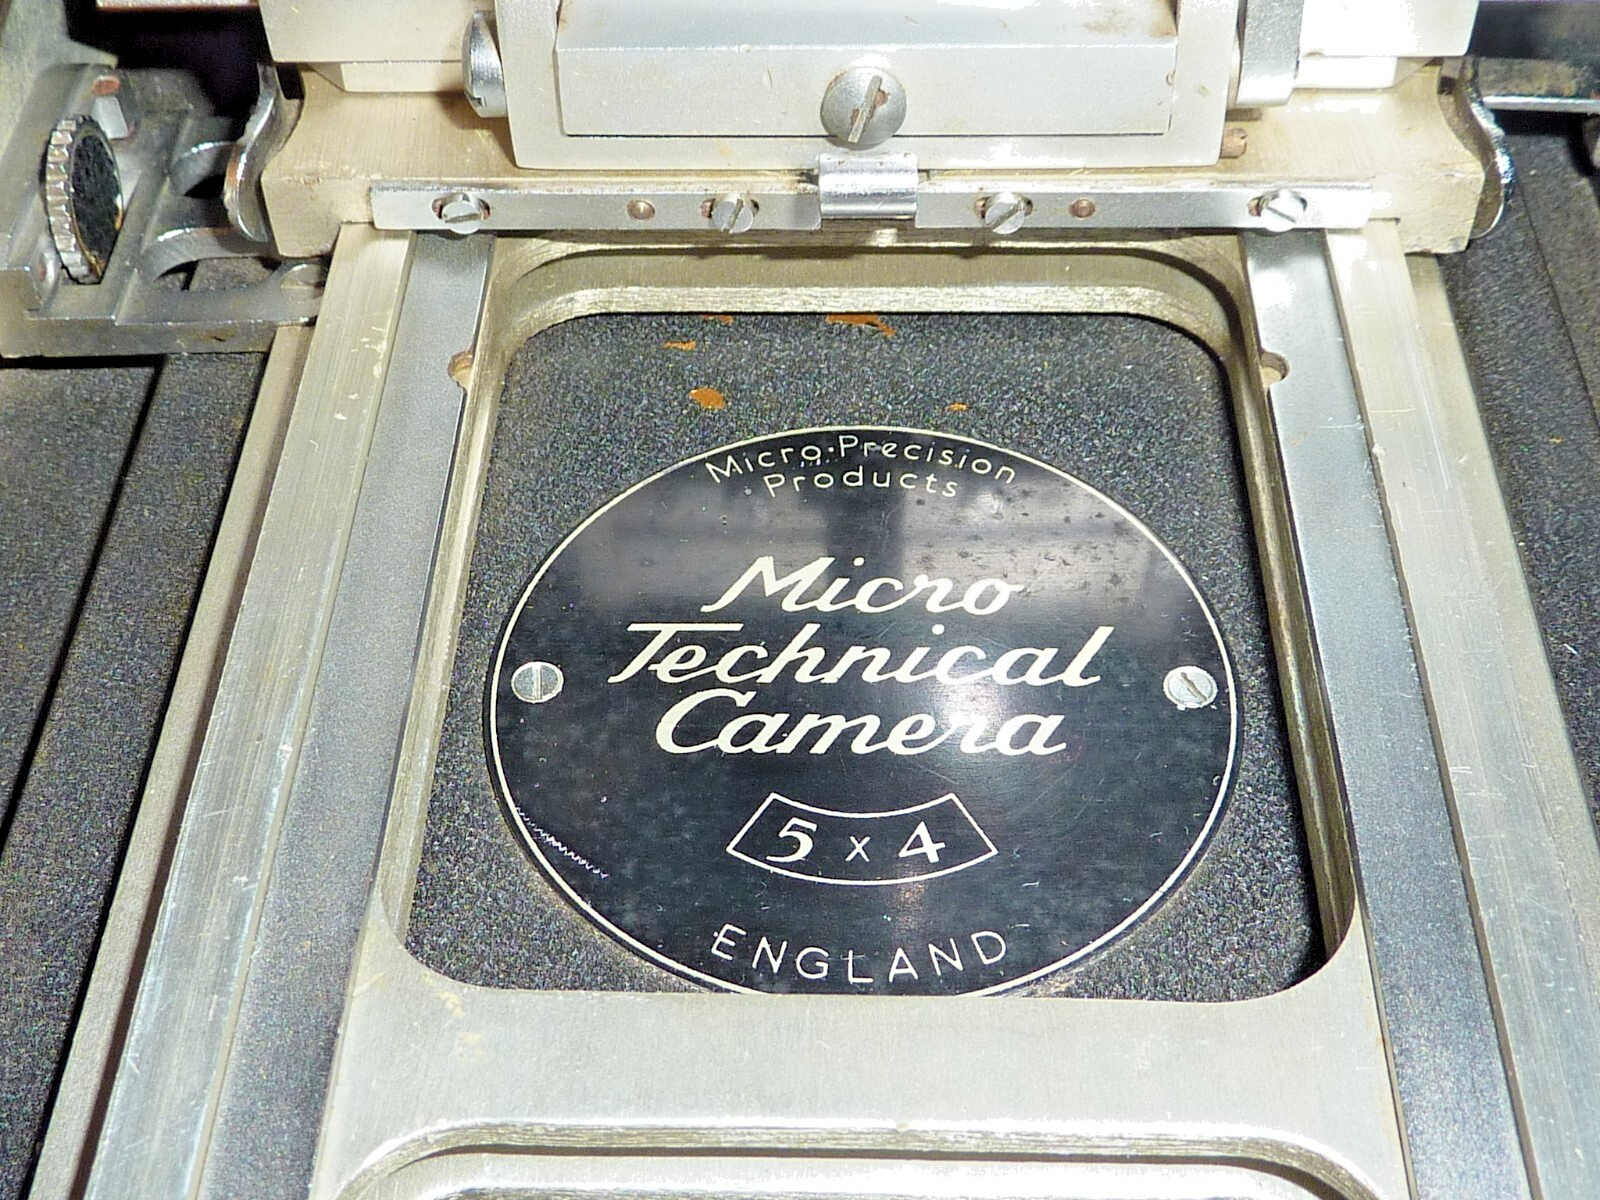 Micro-Precision
Products
Micro
Technical
Camera
5 x 4
ENGLAND